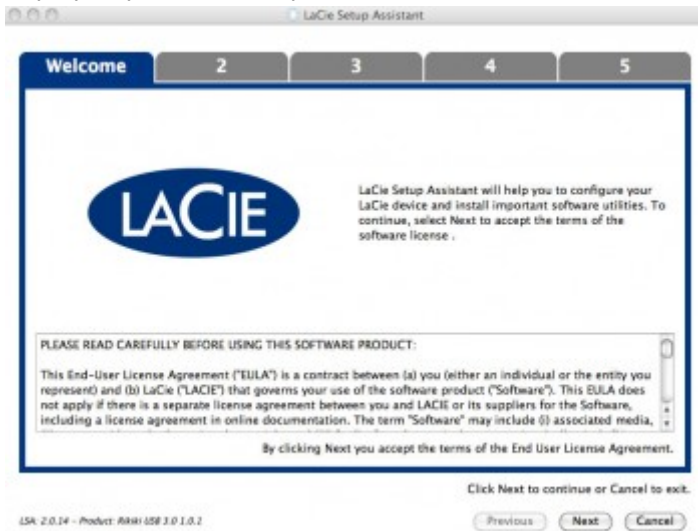 LaCie Setup Assistant
Welcome 2 3 4 5
LACIE
LaCie Setup Assistant will help you to configure your
LaCie device and install important software utilities. To
continue, select Next to accept the terms of the
software license .
PLEASE READ CAREFULLY BEFORE USING THIS SOFTWARE PRODUCT:
This End-User License Agreement ("EULA") is a contract between (a) you (either an individual or the entity you
represent) and (b) LaCie ("LACIE") that governs your use of the software product ("Software"). This EULA does
not apply if there is a separate license agreement between you and LACIE or its suppliers for the Software,
including a license agreement in online documentation. The term "Software" may include (i) associated media,
By clicking Next you accept the terms of the End User License Agreement.
Click Next to continue or Cancel to exit.
LSA: 2.0.14 - Product: Rikiki USB 3.0 1.0.2
Previous Next Cancel